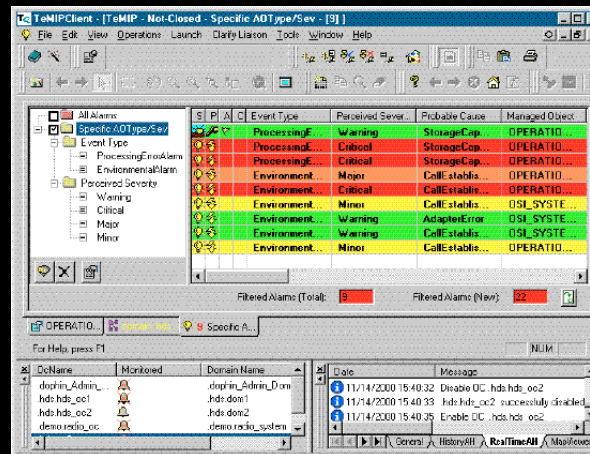 TeMIPClient - [TeMIP - Not-Closed - Specific AOType/Sev - [9] ]
File Edit View Operations Launch Clarify Liaison Tools Window Help
All Alarms
Specific AOType/Sev
Event Type
ProcessingErrorAlarm
EnvironmentalAlarm
Perceived Severity
Warning
Critical
Major
Minor
S P A C Event Type Perceived Sever... Probable Cause Managed Object
ProcessingE... Warning StorageCap... OPERATIO...
ProcessingE... Critical StorageCap... OPERATIO...
ProcessingE... Critical StorageCap... OPERATIO...
Environment... Major CallEstablis... OPERATIO...
Environment... Critical CallEstablis... OPERATIO...
Environment... Minor CallEstablis... OSI_SYSTE...
Environment... Warning AdapterError OSI_SYSTE...
Environment... Warning CallEstablis... OSI_SYSTE...
Environment... Minor CallEstablis... OPERATIO...
Filtered Alarms (Total): 9 Filtered Alarms (New): 22
OPERATIO... 9 Specific A...
For Help, press F1 NUM
OcName Monitored Domain Name
.dophin_Admin_... .dophin_Admin_Dom
.hds.hds_oc1 .hds.dom1
.hds.hds_oc2 .hds.dom2
demo.radio_oc .demo.radio_system
Date Message
11/14/2000 15:40:32 Disable OC .hds.hds_oc2
11/14/2000 15:40:33 .hds.hds_oc2 successfully disabled
11/14/2000 15:40:35 Enable OC .hds.hds_oc2
General HistoryAH RealTimeAH MapViewer